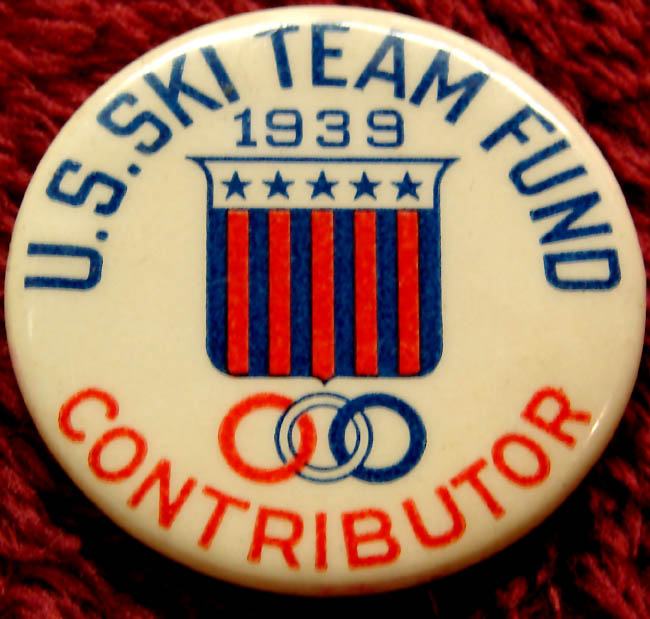 U.S. SKI TEAM FUND
1939
CONTRIBUTOR